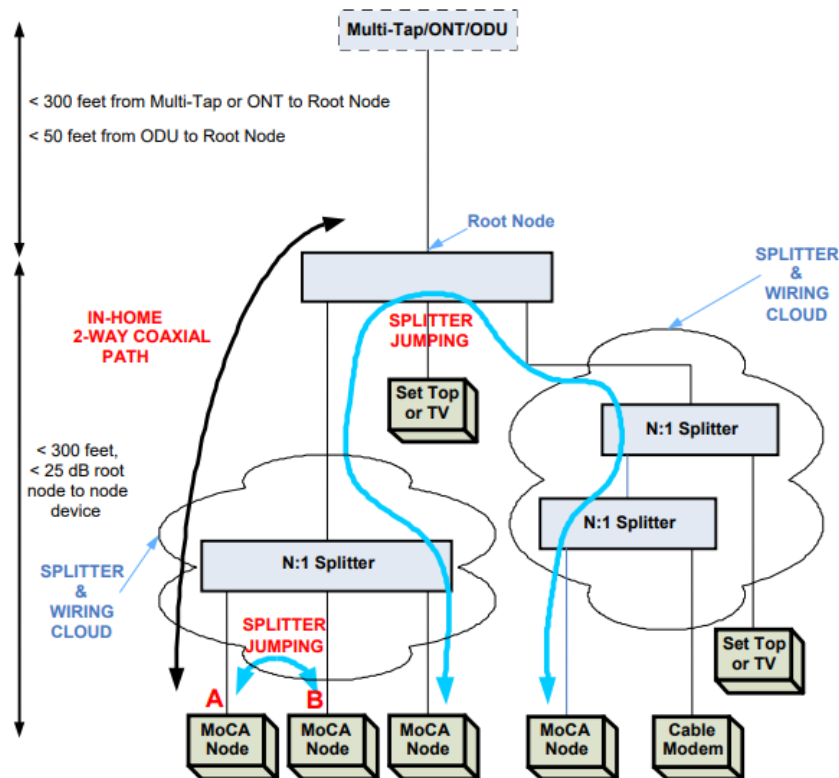 Multi-Tap/ONT/ODU
< 300 feet from Multi-Tap or ONT to Root Node
< 50 feet from ODU to Root Node
Root Node
SPLITTER
&
WIRING
CLOUD
IN-HOME
2-WAY COAXIAL
PATH
SPLITTER
JUMPING
Set Top
or TV
N:1 Splitter
< 300 feet,
< 25 dB root
node to node
device
N:1 Splitter
N:1 Splitter
SPLITTER
&
WIRING
CLOUD
SPLITTER
JUMPING
Set Top
or TV
A
B
MoCA
Node
MoCA
Node
MoCA
Node
MoCA
Node
Cable
Modem